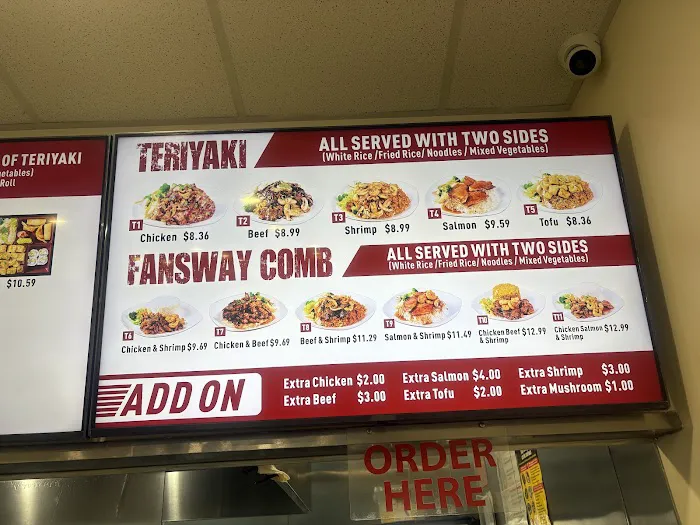 OF TERIYAKI
Roll
$10.59
TERIYAKI
ALL SERVED WITH TWO SIDES
(White Rice /Fried Rice/ Noodles / Mixed Vegetables)
T1
Chicken $8.36
T2
Beef $8.99
T3
Shrimp $8.99
T4
Salmon $9.59
T5
Tofu $8.36
FANSWAY COMB
ALL SERVED WITH TWO SIDES
(White Rice /Fried Rice/ Noodles / Mixed Vegetables)
T6
Chicken & Shrimp $9.69
T7
Chicken & Beef $9.69
T8
Beef & Shrimp $11.29
T9
Salmon & Shrimp $11.49
T10
Chicken Beef $12.99
& Shrimp
T11
Chicken Salmon $12.99
& Shrimp
ADD ON
Extra Chicken $2.00
Extra Salmon $4.00
Extra Shrimp $3.00
Extra Beef $3.00
Extra Tofu $2.00
Extra Mushroom $1.00
ORDER
HERE